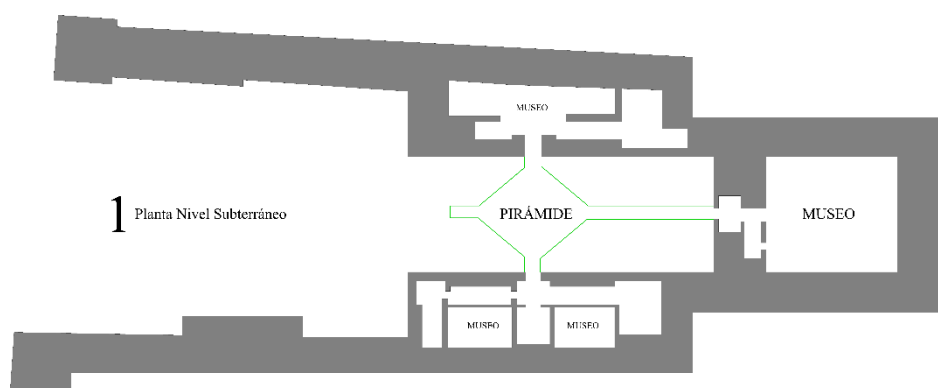 MUSEO
1 Planta Nivel Subterráneo
PIRÁMIDE
MUSEO
MUSEO
MUSEO